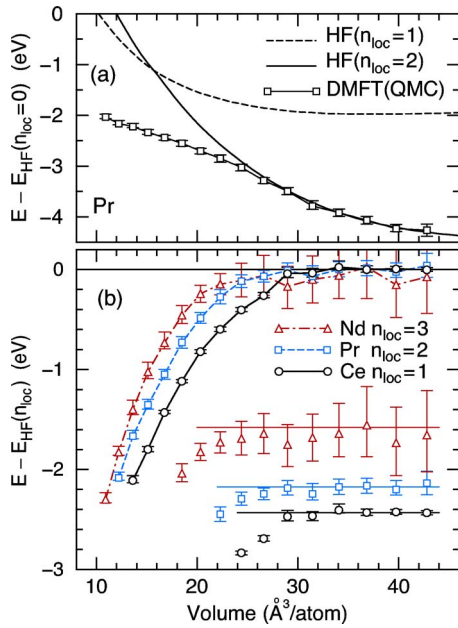 0
HF(n_loc=1)
HF(n_loc=2)
DMFT(QMC)
−1
(a)
−2
−3
−4
Pr
E − E_HF(n_loc=0) (eV)
0
(b)
Nd n_loc=3
Pr n_loc=2
Ce n_loc=1
−1
−2
−3
E − E_HF(n_loc) (eV)
10 20 30 40
Volume (Å³/atom)